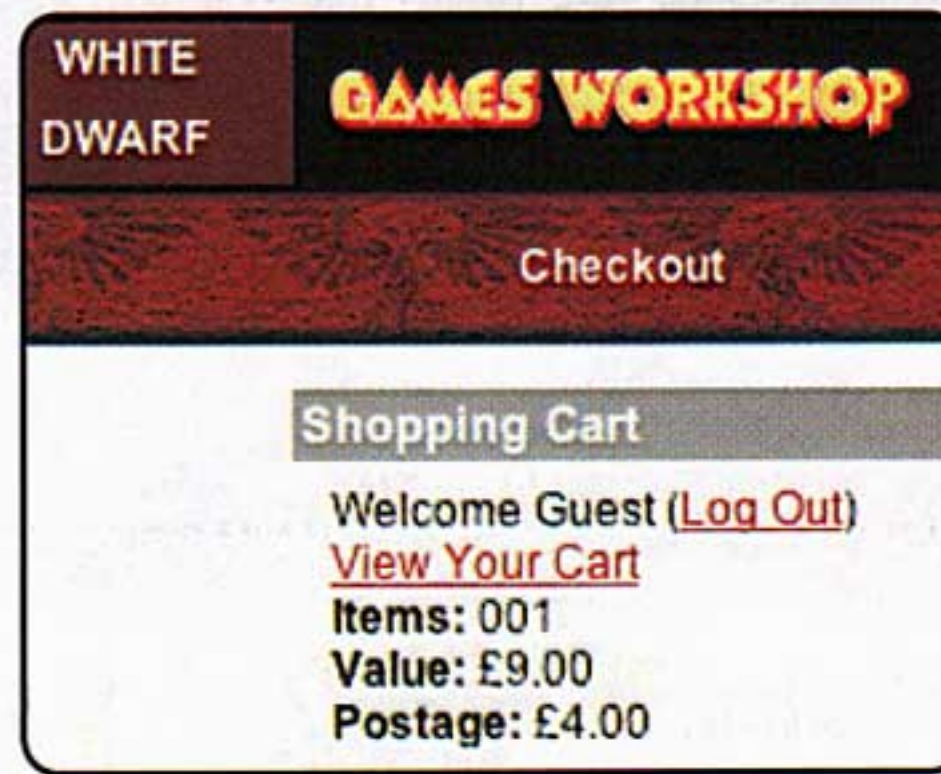 WHITE
DWARF
GAMES WORKSHOP
Checkout
Shopping Cart
Welcome Guest (Log Out)
View Your Cart
Items: 001
Value: £9.00
Postage: £4.00